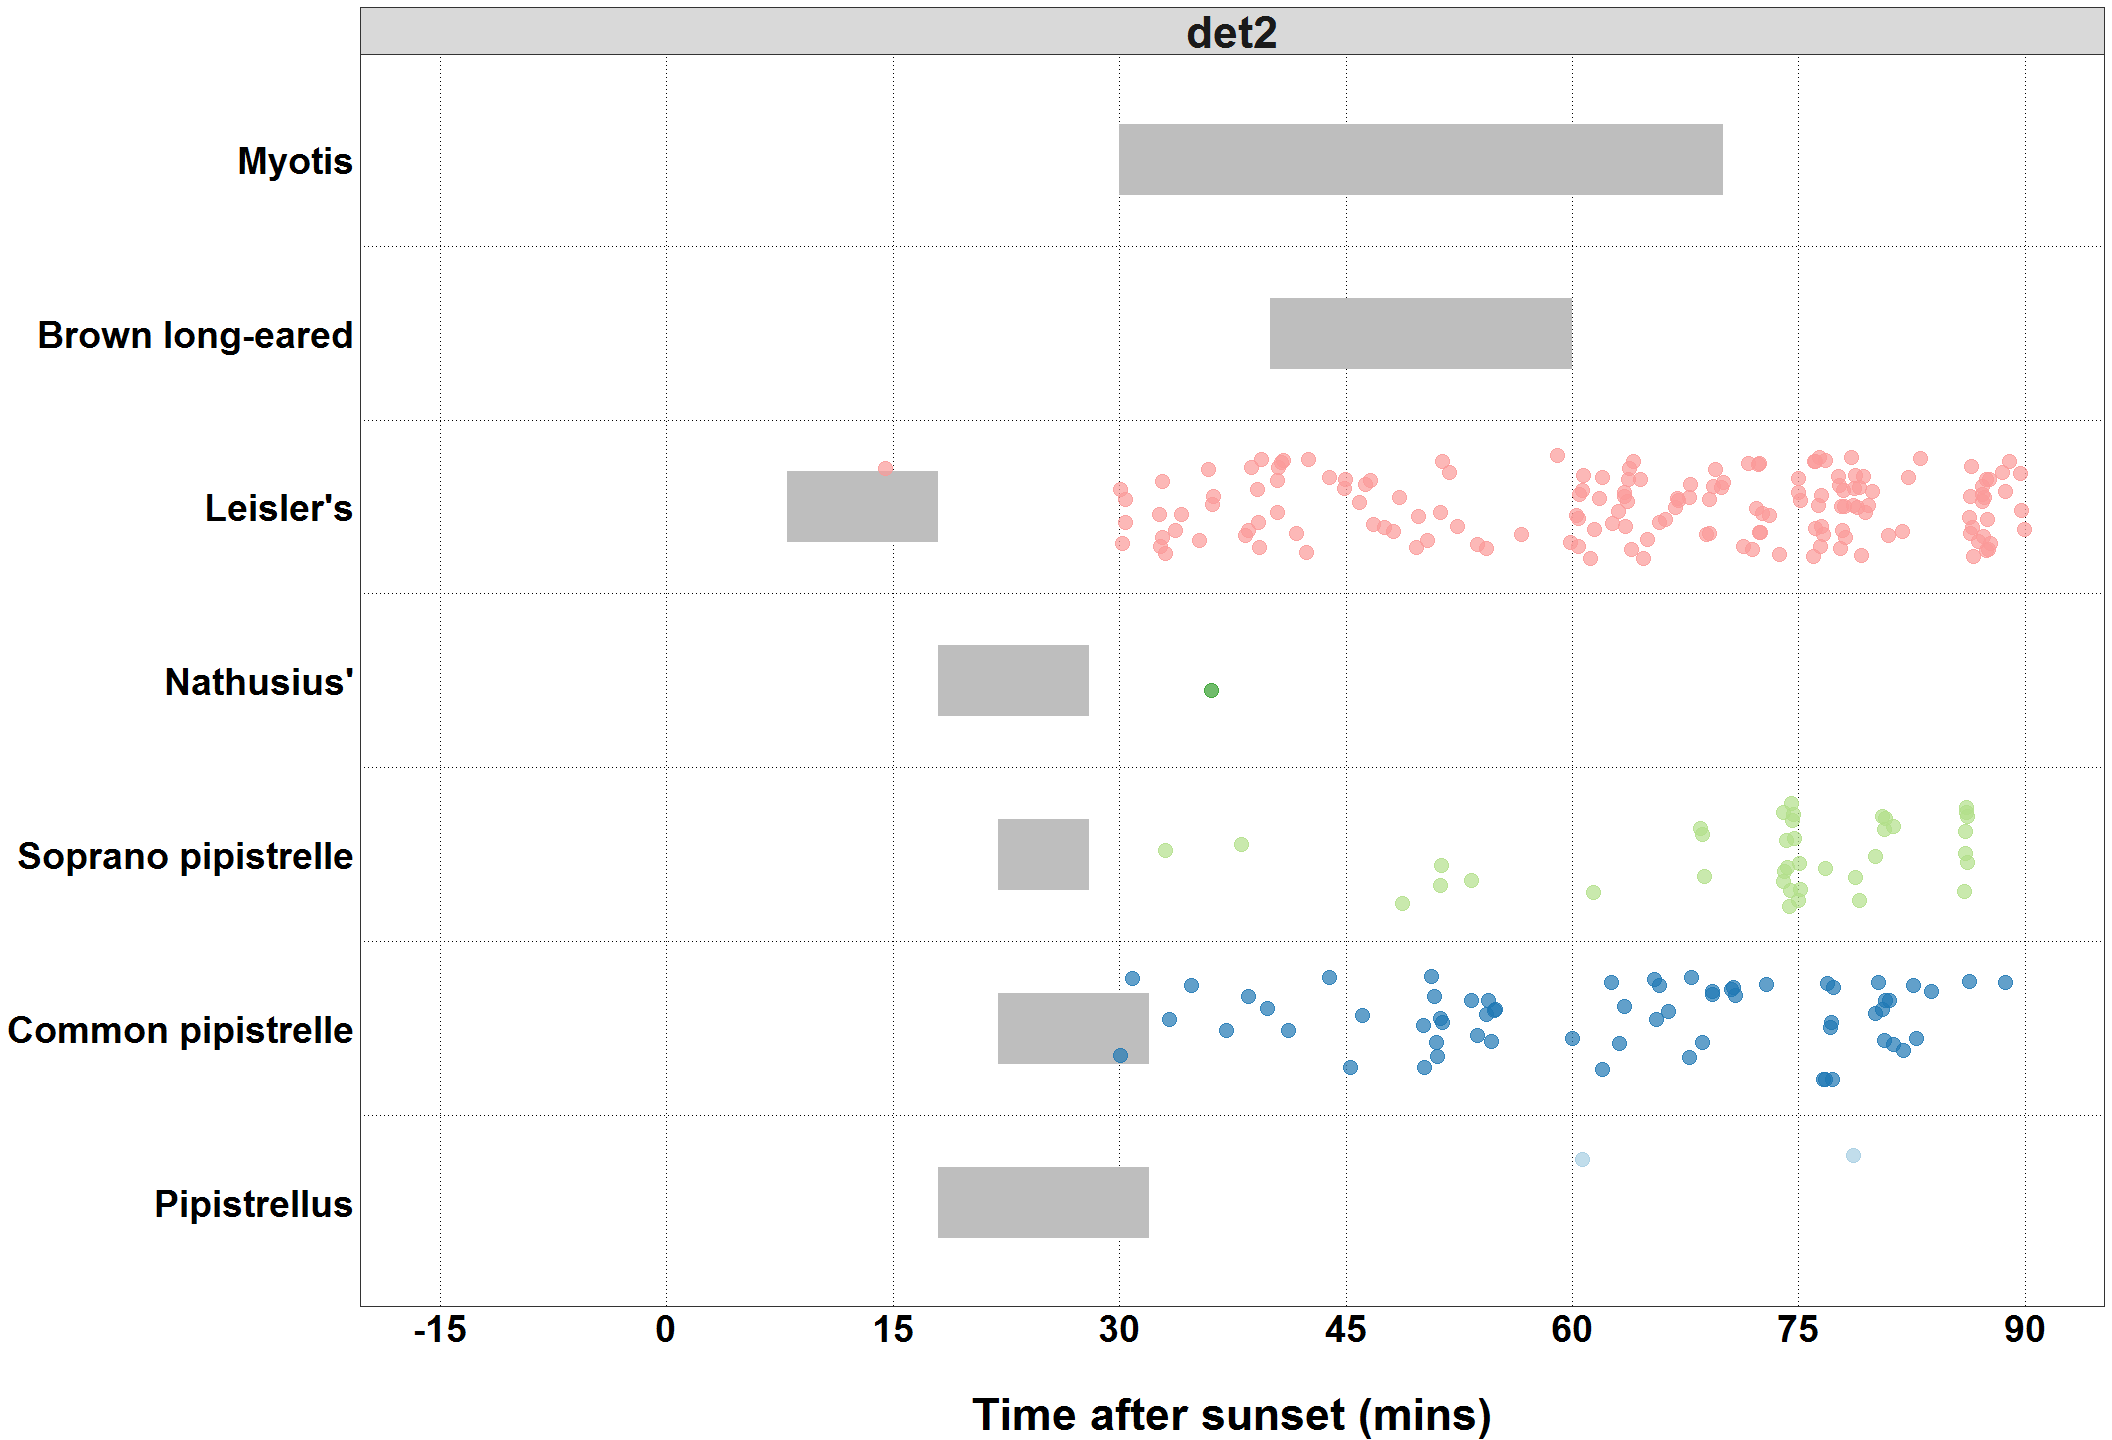 det2
Myotis
Brown long-eared
Leisler's
Nathusius'
Soprano pipistrelle
Common pipistrelle
Pipistrellus
-15 0 15 30 45 60 75 90
Time after sunset (mins)